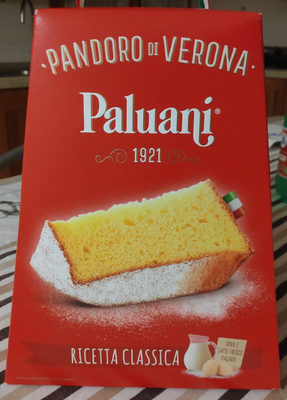 PANDORO DI VERONA
Paluani®
1921
RICETTA CLASSICA
UOVA E
LATTE FRESCO
ITALIANO